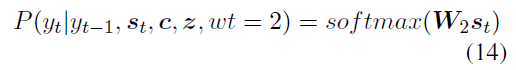 P(y_t|y_{t−1}, s_t, c, z, wt = 2) = softmax(W_2 s_t)
(14)